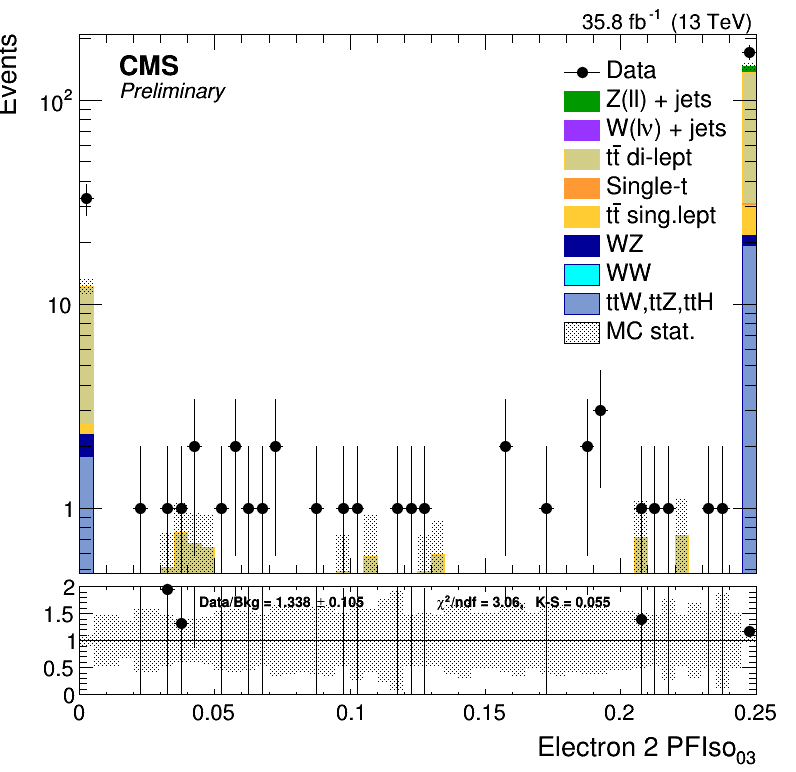 35.8 fb⁻¹ (13 TeV)
Events
CMS
Preliminary
Data
Z(ll) + jets
W(lν) + jets
tt̄ di-lept
Single-t
tt̄ sing.lept
WZ
WW
ttW,ttZ,ttH
MC stat.
10²
10
1
Data/Bkg = 1.338 ± 0.105 χ²/ndf = 3.06, K-S = 0.055
2
1.5
1
0.5
0
0 0.05 0.1 0.15 0.2 0.25
Electron 2 PFIso₀₃